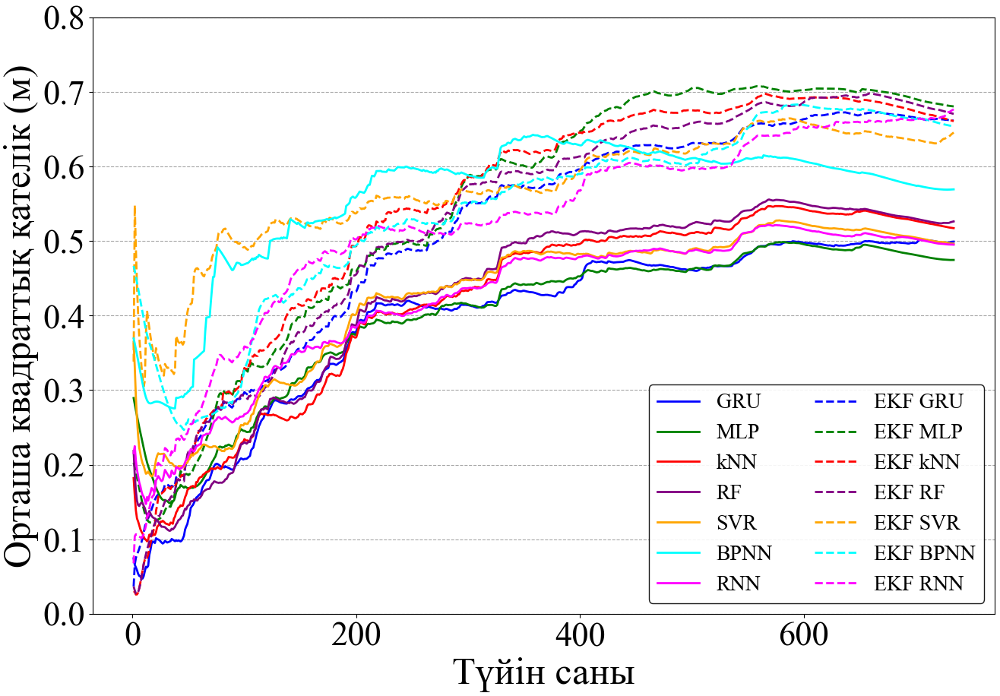 Орташа квадраттық қателік (м)
0.8
0.7
0.6
0.5
0.4
0.3
0.2
0.1
0.0
0 200 400 600
Түйін саны
GRU EKF GRU
MLP EKF MLP
kNN EKF kNN
RF EKF RF
SVR EKF SVR
BPNN EKF BPNN
RNN EKF RNN